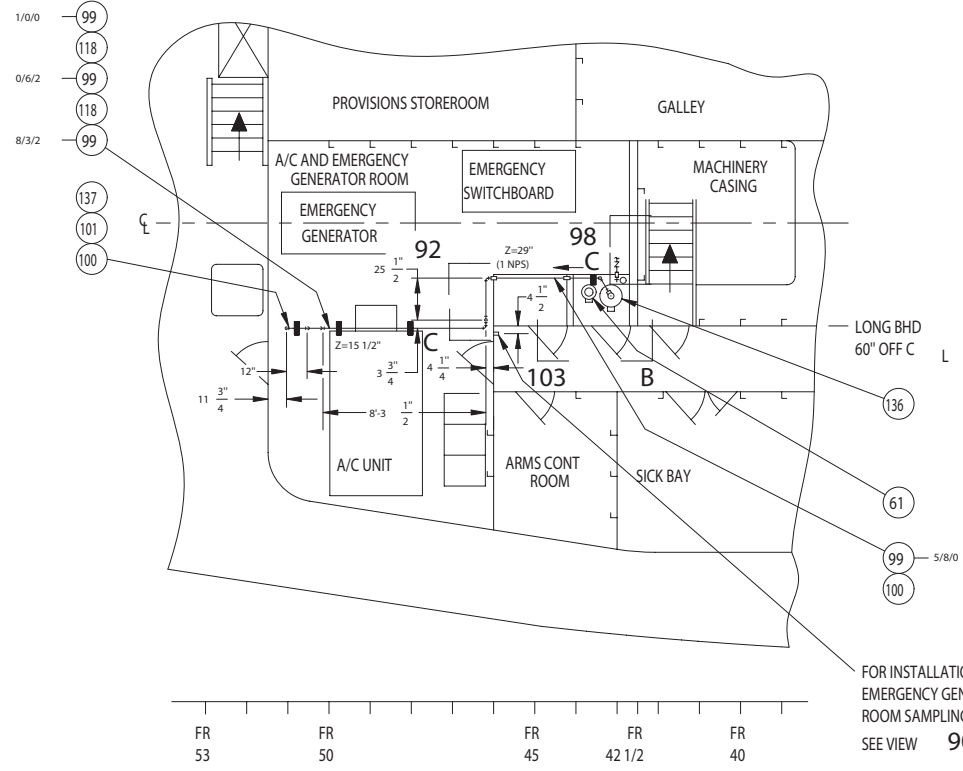 1/0/0
99
118
0/6/2
99
118
8/3/2
99
137
101
100
PROVISIONS STOREROOM
GALLEY
A/C AND EMERGENCY
GENERATOR ROOM
EMERGENCY
SWITCHBOARD
MACHINERY
CASING
EMERGENCY
GENERATOR
C
L
92
98
Z=29"
(1 NPS)
C
25 1"
2
4 1"
2
Z=15 1/2"
C
3 3"
4
4 1"
4
12"
11 3"
4
8'-3 1"
2
103
B
LONG BHD
60" OFF C L
136
A/C UNIT
ARMS CONT
ROOM
SICK BAY
61
99
5/8/0
100
FOR INSTALLATIO
EMERGENCY GEN
ROOM SAMPLING
SEE VIEW
FR
53
FR
50
FR
45
FR
42 1/2
FR
40